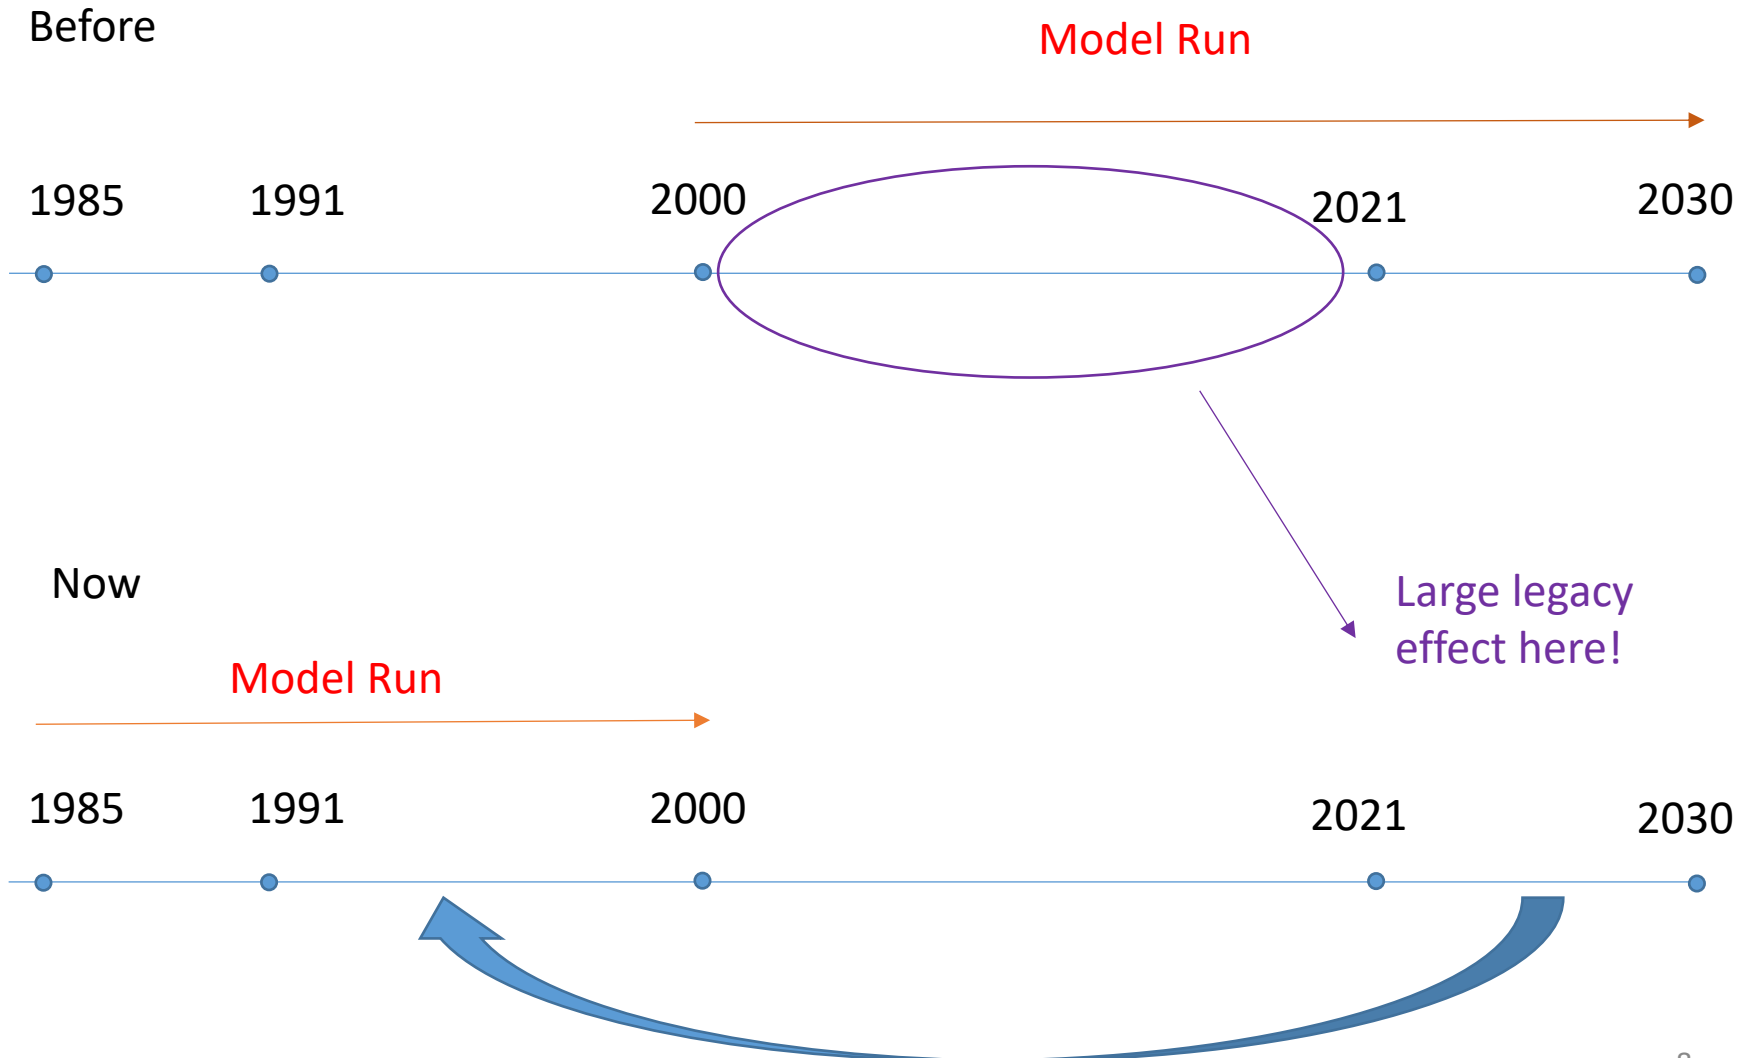 Before
Model Run
1985 1991 2000 2021 2030
Now
Large legacy
effect here!
Model Run
1985 1991 2000 2021 2030